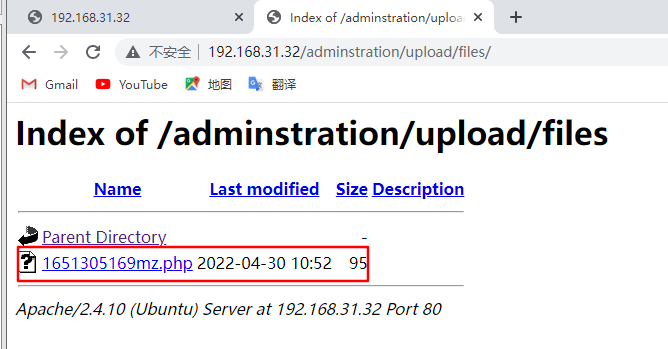 192.168.31.32 × Index of /adminstration/uploa × +
不安全 | 192.168.31.32/adminstration/upload/files/
Gmail YouTube 地图 翻译
Index of /adminstration/upload/files
Name Last modified Size Description
Parent Directory -
1651305169mz.php 2022-04-30 10:52 95
Apache/2.4.10 (Ubuntu) Server at 192.168.31.32 Port 80